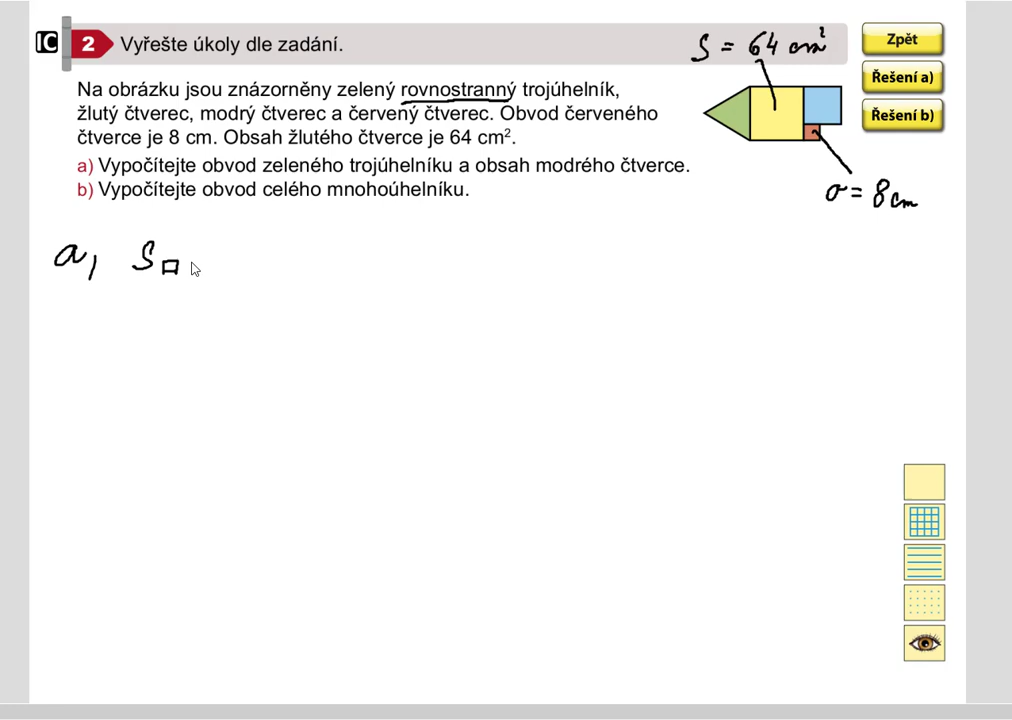 IC 2 Vyřešte úkoly dle zadání.
S = 64 cm²
Zpět
Řešení a)
Řešení b)
Na obrázku jsou znázorněny zelený rovnostranný trojúhelník,
žlutý čtverec, modrý čtverec a červený čtverec. Obvod červeného
čtverce je 8 cm. Obsah žlutého čtverce je 64 cm².
a) Vypočítejte obvod zeleného trojúhelníku a obsah modrého čtverce.
b) Vypočítejte obvod celého mnohoúhelníku.
o = 8 cm
a, S□